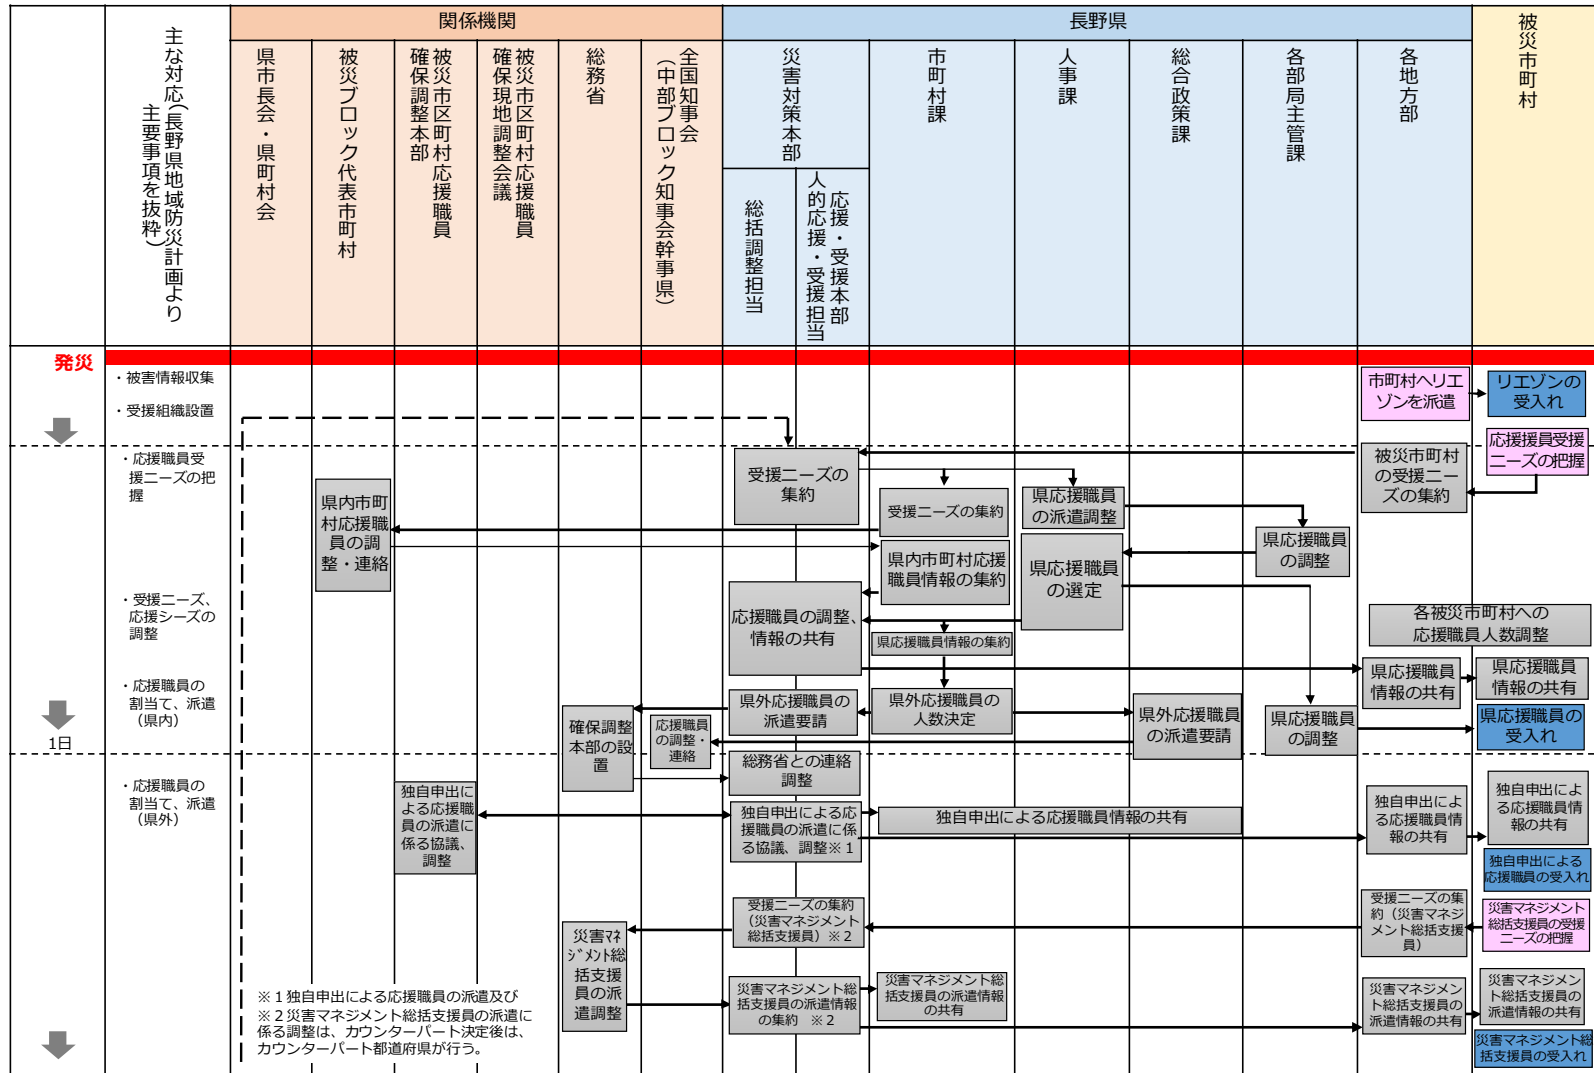 関係機関
長野県
被災市町村
主な対応（長野県地域防災計画より
主要事項を抜粋）
県市長会・県町村会
被災ブロック代表市町村
被災市区町村応援職員
確保調整本部
被災市区町村応援職員
確保現地調整会議
総務省
全国知事会
（中部ブロック知事会幹事県）
災害対策本部
総括調整担当
応援・受援本部
人的応援・受援担当
市町村課
人事課
総合政策課
各部局主管課
各地方部
発災
・被害情報収集
・受援組織設置
市町村へリエ
ゾンを派遣
リエゾンの
受入れ
・応援職員受
援ニーズの把
握
受援ニーズの
集約
被災市町村
の受援ニー
ズの集約
応援援員受援
ニーズの把握
県内市町
村応援職
員の調
整・連絡
受援ニーズの集約
県応援職員
の派遣調整
県応援職員
の調整
県内市町村応援
職員情報の集約
県応援職員
の選定
・受援ニーズ、
応援シーズの
調整
応援職員の調整、
情報の共有
県応援職員情報の集約
各被災市町村への
応援職員人数調整
県応援職員
情報の共有
県応援職員
情報の共有
・応援職員の
割当て、派遣
（県内）
1日
確保調整
本部の設
置
応援職員
の調整・
連絡
県外応援職員の
派遣要請
県外応援職員の
人数決定
県外応援職員
の派遣要請
県応援職員
の調整
県応援職員の
受入れ
総務省との連絡
調整
・応援職員の
割当て、派遣
（県外）
独自申出に
よる応援職
員の派遣に
係る協議、
調整
独自申出による応
援職員の派遣に係
る協議、調整※１
独自申出による応援職員情報の共有
独自申出によ
る応援職員情
報の共有
独自申出によ
る応援職員情
報の共有
独自申出による
応援職員の受入れ
災害ﾏﾈ
ｼﾞﾒﾝﾄ総
括支援
員の派
遣調整
受援ニーズの集約
（災害マネジメント
総括支援員）※２
受援ニーズの集
約（災害マネジ
メント総括支援
員）
災害マネジメント
総括支援員の受援
ニーズの把握
災害マネジメント総
括支援員の派遣情報
の集約　※２
災害マネジメント総
括支援員の派遣情報
の共有
災害マネジメン
ト総括支援員の
派遣情報の共有
災害マネジメン
ト総括支援員の
派遣情報の共有
災害マネジメント総
括支援員の受入れ
※１独自申出による応援職員の派遣及び
※２災害マネジメント総括支援員の派遣に
係る調整は、カウンターパート決定後は、
カウンターパート都道府県が行う。